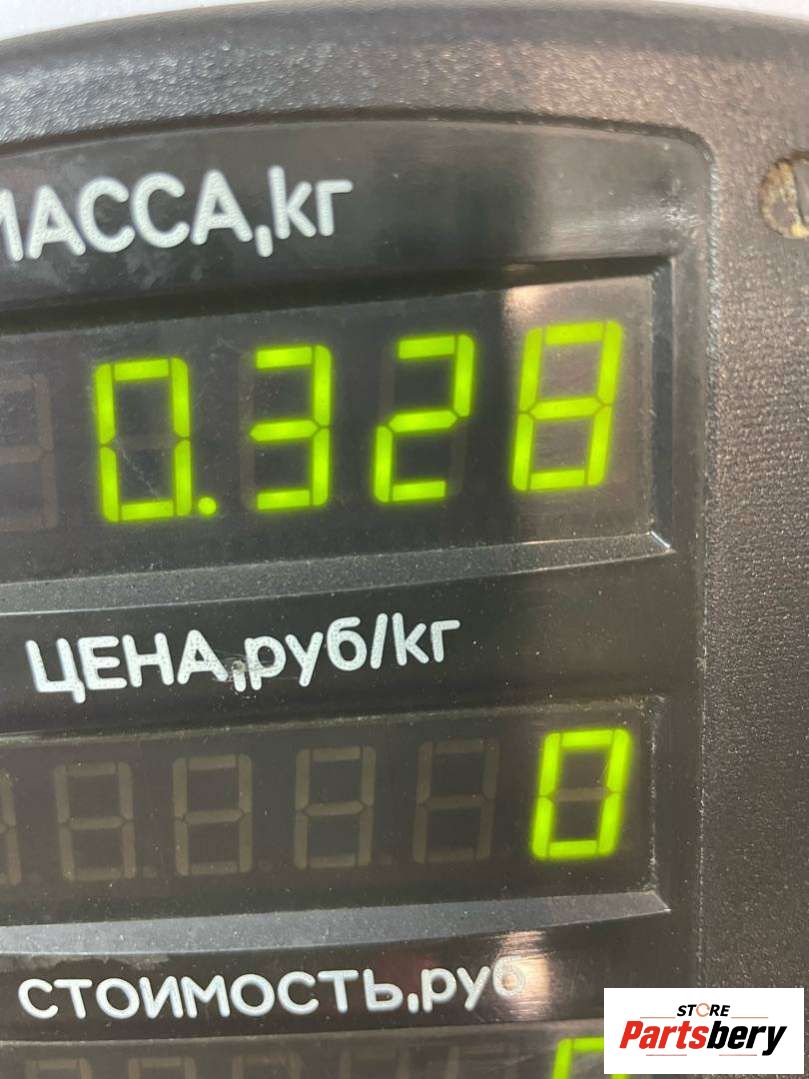 МАССА,кг
0.328
ЦЕНА,руб/кг
0
СТОИМОСТЬ,руб
STORE
Partsbery